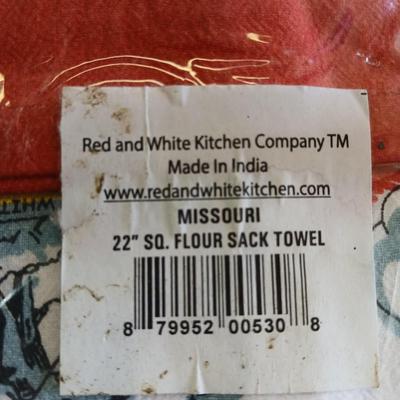 Red and White Kitchen Company TM
Made In India
www.redandwhitekitchen.com
MISSOURI
22" SQ. FLOUR SACK TOWEL
8 79952 00530 8
WHIT